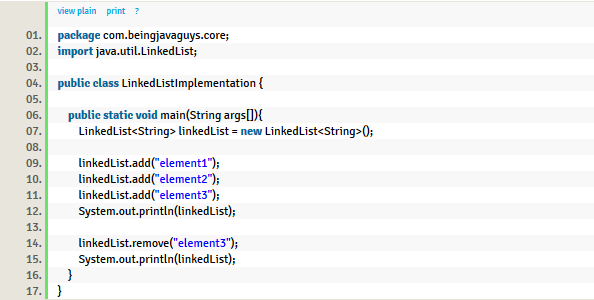 view plain print ?
01. package com.beingjavaguys.core;
02. import java.util.LinkedList;
03.
04. public class LinkedListImplementation {
05.
06. public static void main(String args[]){
07. LinkedList<String> linkedList = new LinkedList<String>();
08.
09. linkedList.add("element1");
10. linkedList.add("element2");
11. linkedList.add("element3");
12. System.out.println(linkedList);
13.
14. linkedList.remove("element3");
15. System.out.println(linkedList);
16. }
17. }